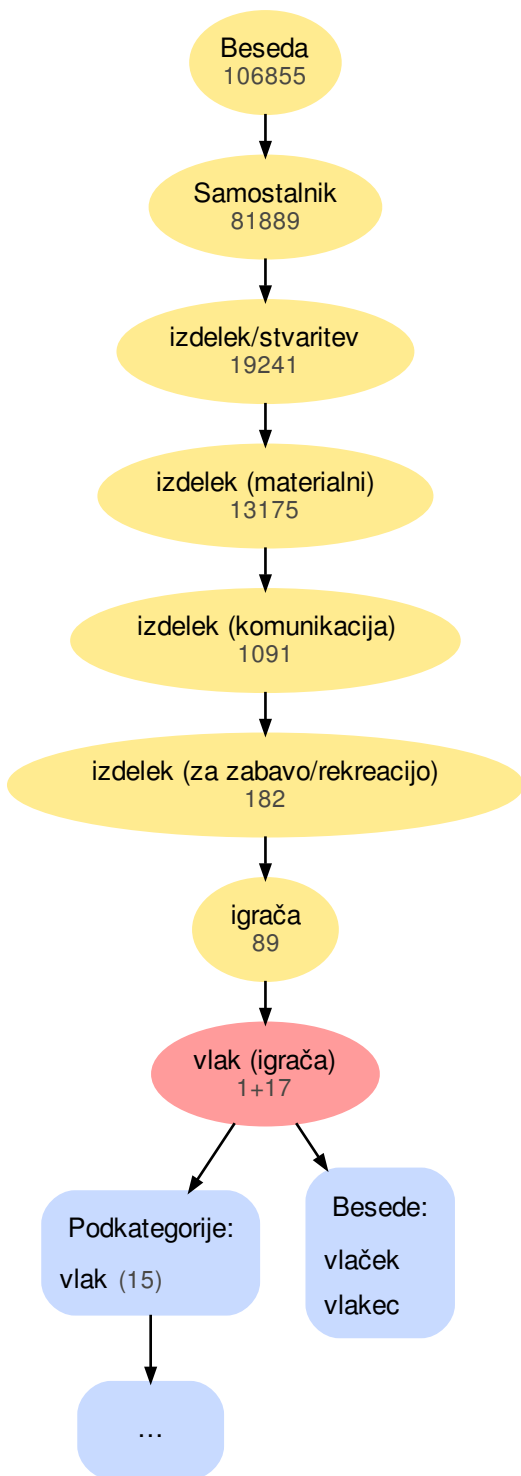 Beseda
106855
Samostalnik
81889
izdelek/stvaritev
19241
izdelek (materialni)
13175
izdelek (komunikacija)
1091
izdelek (za zabavo/rekreacijo)
182
igrača
89
vlak (igrača)
1+17
Podkategorije:
vlak (15)
...
Besede:
vlaček
vlakec